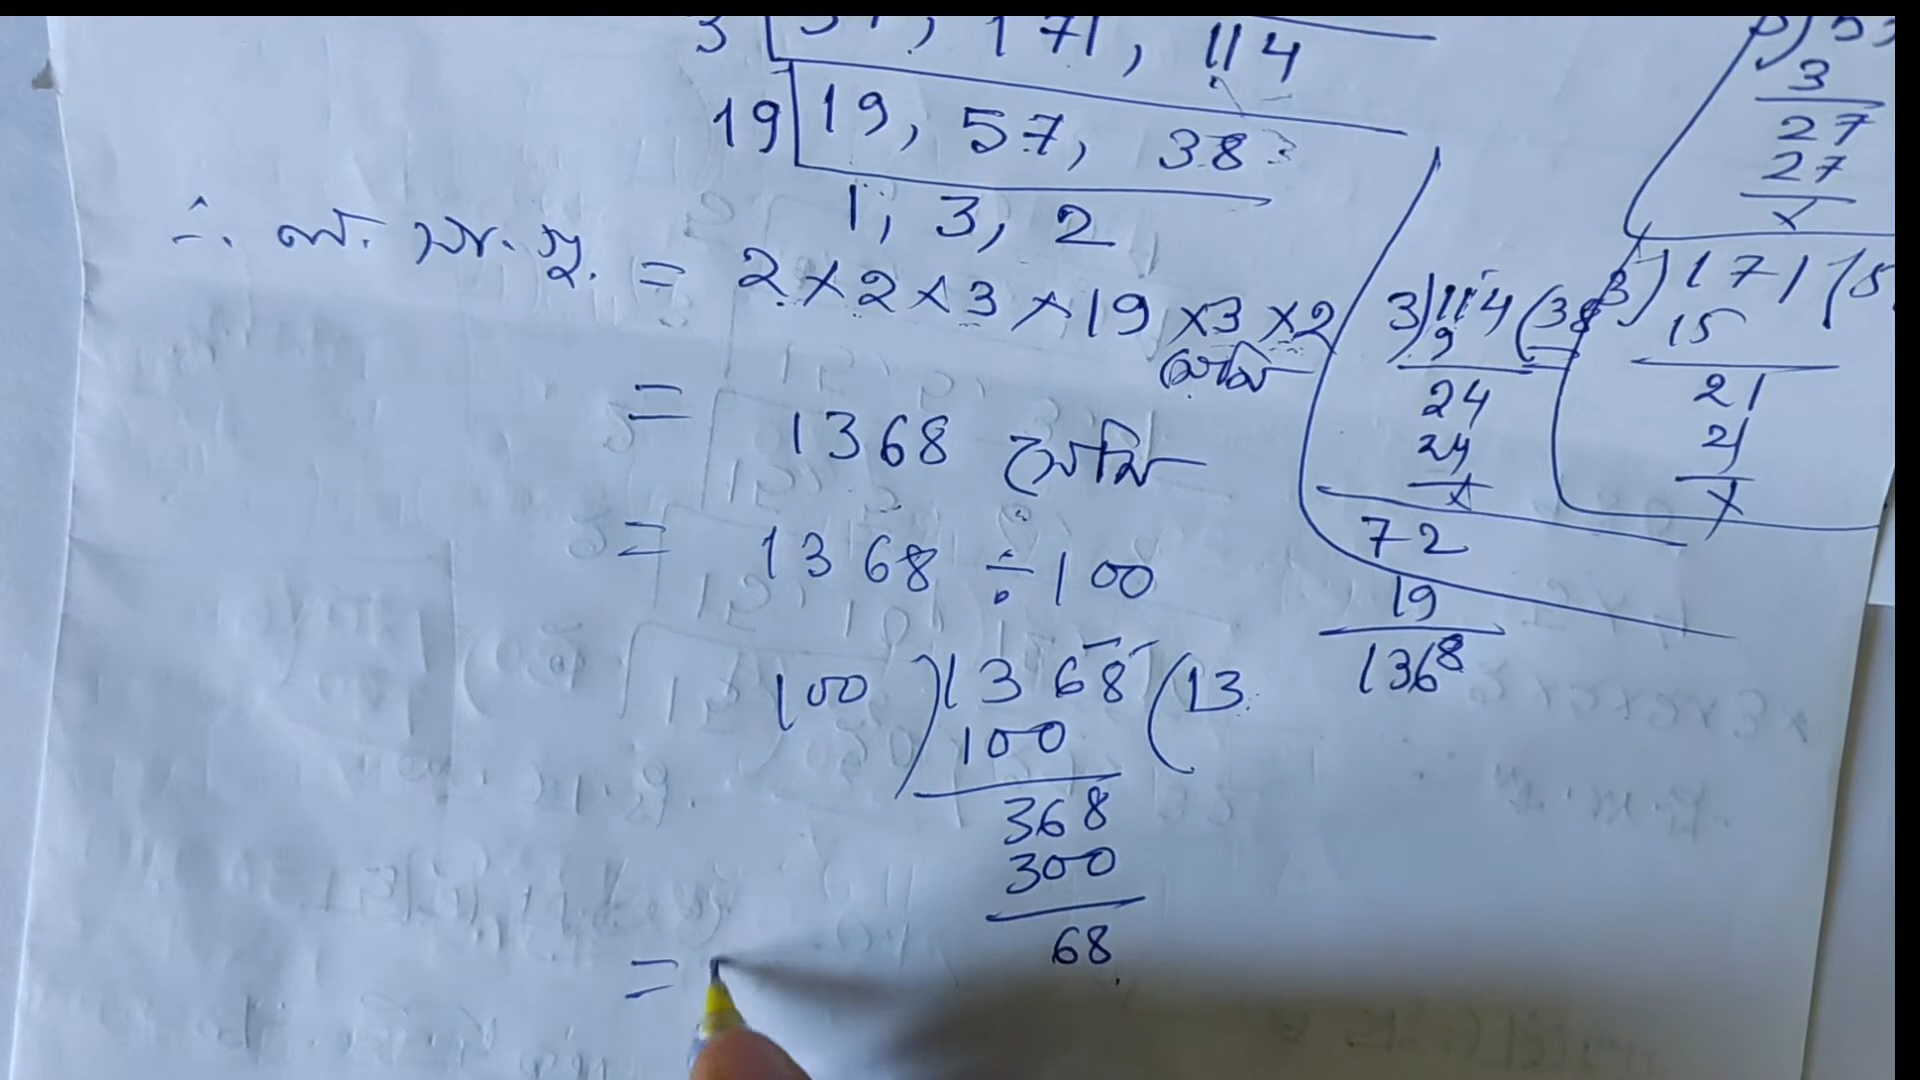 3 | 57, 171, 114
19 | 19, 57, 38
1, 3, 2
∴ ল. সা. গু. = 2 × 2 × 3 × 19 × 3 × 2 সেমি
= 1368 সেমি
= 1368 ÷ 100
100 ) 1368 ( 13
100
368
300
68
=
3 ) 114 ( 38
9
24
24
×
72
19
1368
3
27
27
×
3 ) 171 ( 5
15
21
21
×